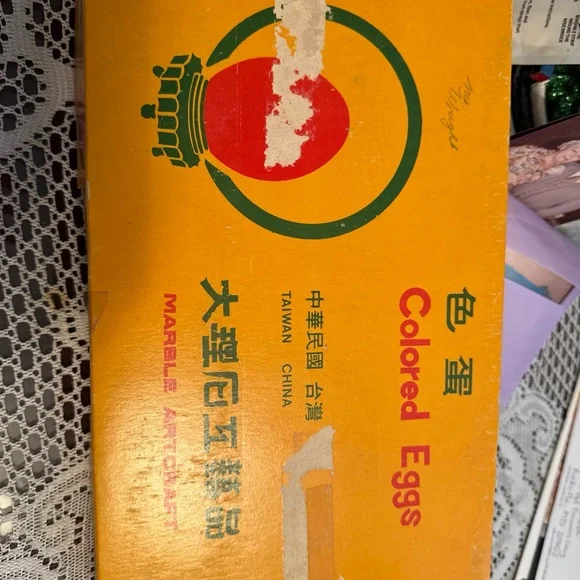 色蛋
Colored Eggs
中華民國 台灣
TAIWAN CHINA
大理石工藝品
MARBLE ARTCRAFT